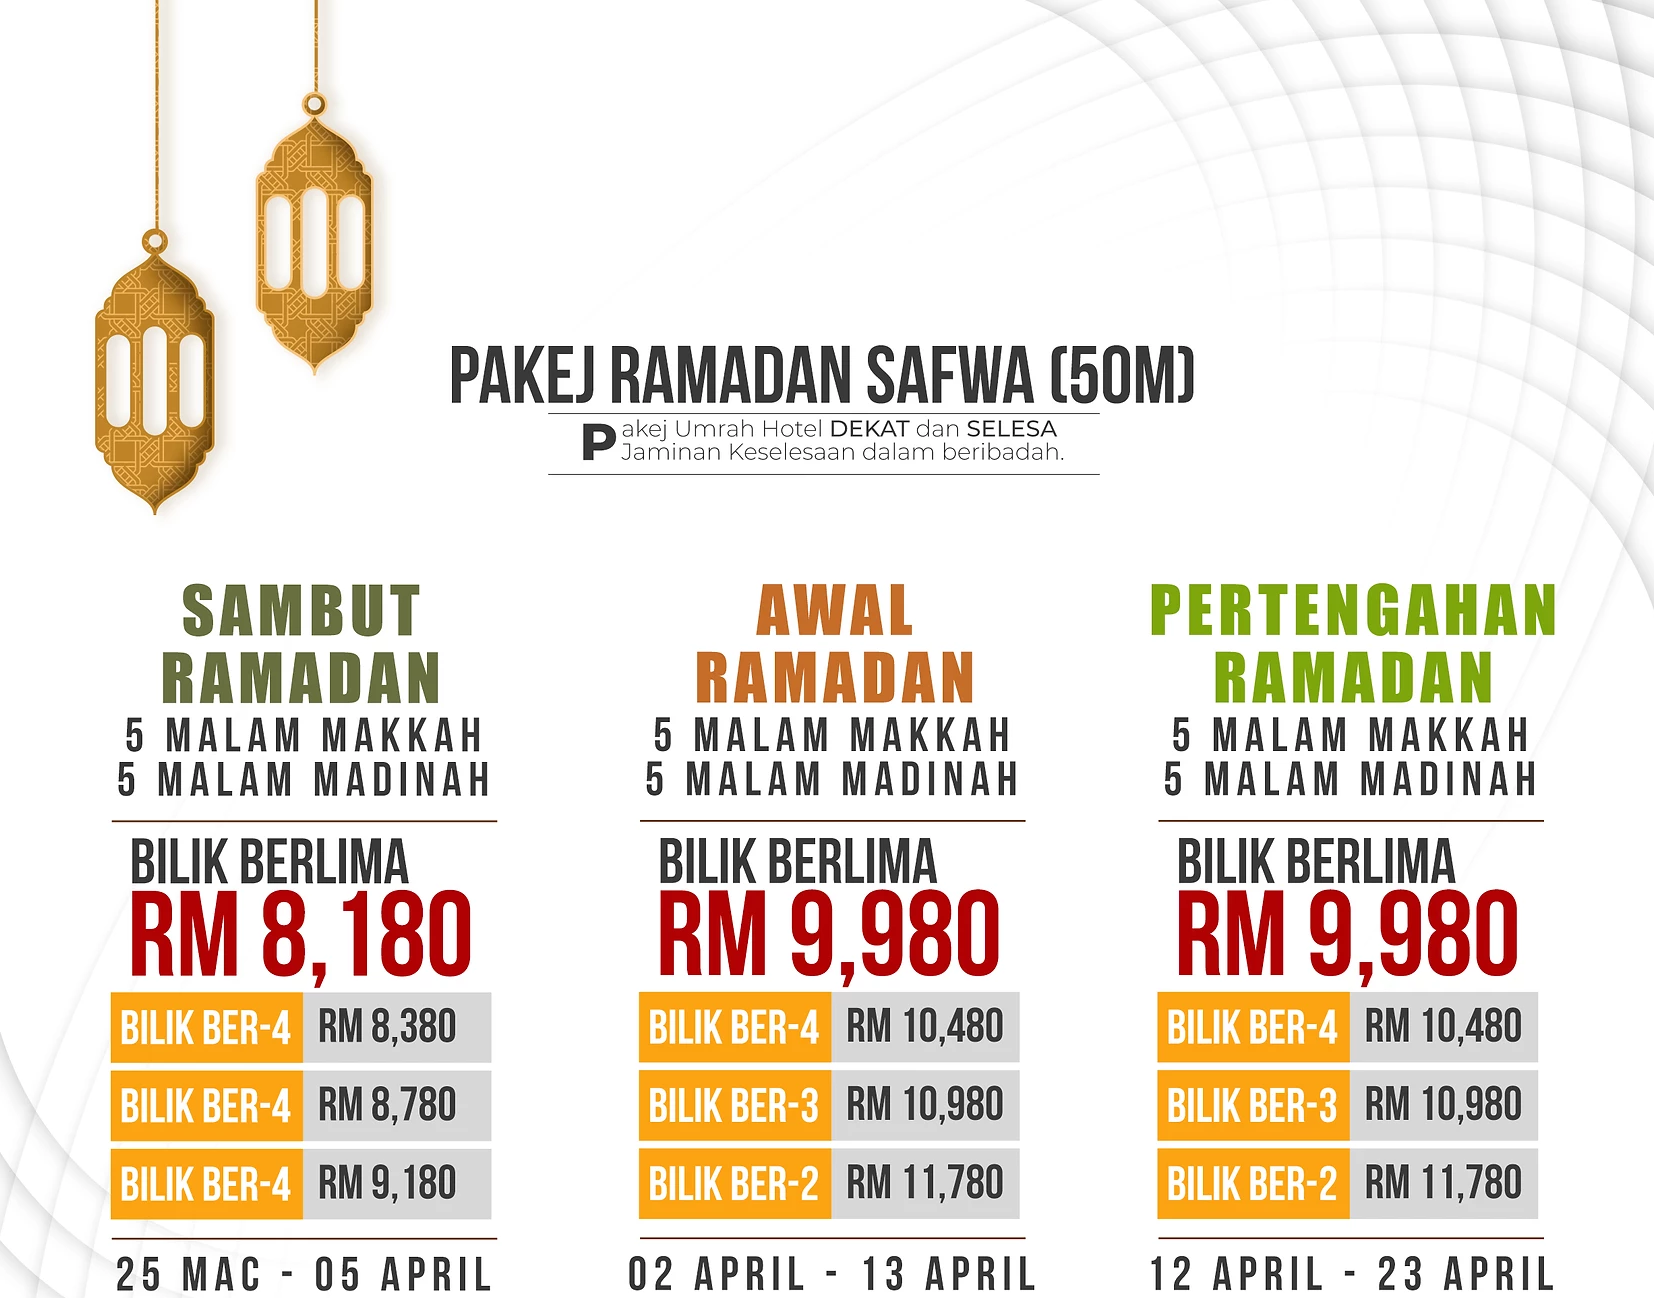 PAKEJ RAMADAN SAFWA (50M)
Pakej Umrah Hotel DEKAT dan SELESA
Jaminan Keselesaan dalam beribadah.
SAMBUT
RAMADAN
5 MALAM MAKKAH
5 MALAM MADINAH
BILIK BERLIMA
RM 8,180
BILIK BER-4 RM 8,380
BILIK BER-4 RM 8,780
BILIK BER-4 RM 9,180
25 MAC - 05 APRIL
AWAL
RAMADAN
5 MALAM MAKKAH
5 MALAM MADINAH
BILIK BERLIMA
RM 9,980
BILIK BER-4 RM 10,480
BILIK BER-3 RM 10,980
BILIK BER-2 RM 11,780
02 APRIL - 13 APRIL
PERTENGAHAN
RAMADAN
5 MALAM MAKKAH
5 MALAM MADINAH
BILIK BERLIMA
RM 9,980
BILIK BER-4 RM 10,480
BILIK BER-3 RM 10,980
BILIK BER-2 RM 11,780
12 APRIL - 23 APRIL